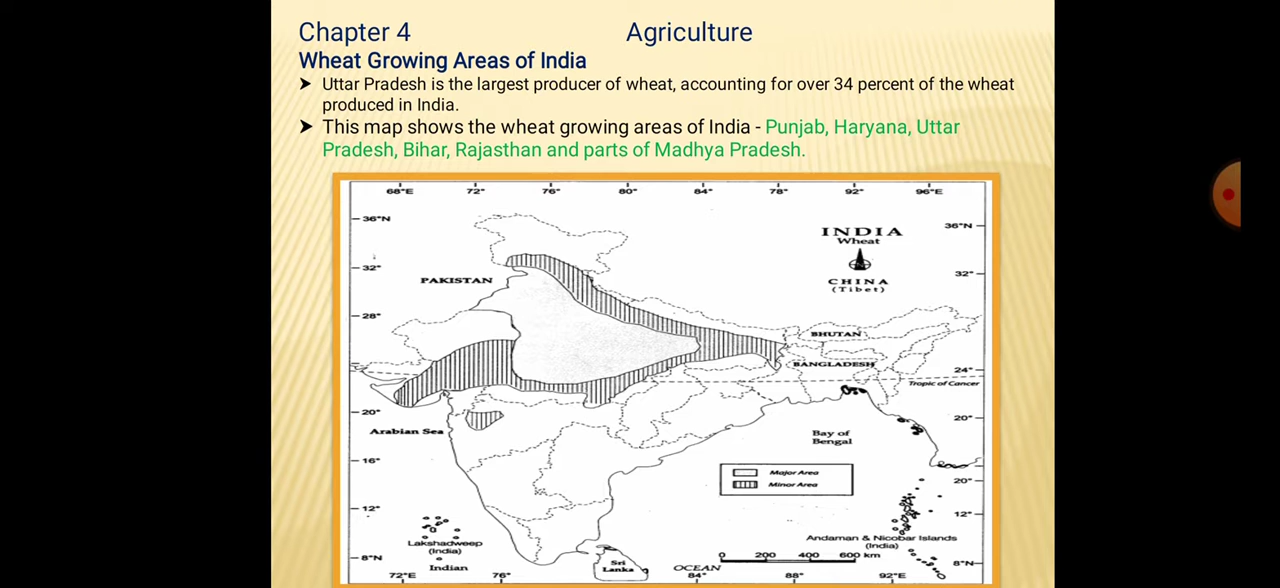 Chapter 4 Agriculture
Wheat Growing Areas of India
➤ Uttar Pradesh is the largest producer of wheat, accounting for over 34 percent of the wheat
produced in India.
➤ This map shows the wheat growing areas of India - Punjab, Haryana, Uttar
Pradesh, Bihar, Rajasthan and parts of Madhya Pradesh.
68°E 72° 76° 80° 84° 78° 92° 96°E
36°N 36°N
INDIA
Wheat
32° 32°
PAKISTAN
CHINA
(Tibet)
28°
BHUTAN
BANGLADESH
24°
Tropic of Cancer
20° 20°
Arabian Sea
Bay of
Bengal
16°
Major Area
Minor Area
20°
12° 12°
Lakshadweep
(India)
Andaman & Nicobar Islands
(India)
0 200 400 600 km
8°N 8°N
Indian
Sri
Lanka
OCEAN
72°E 76° 84° 88° 92°E